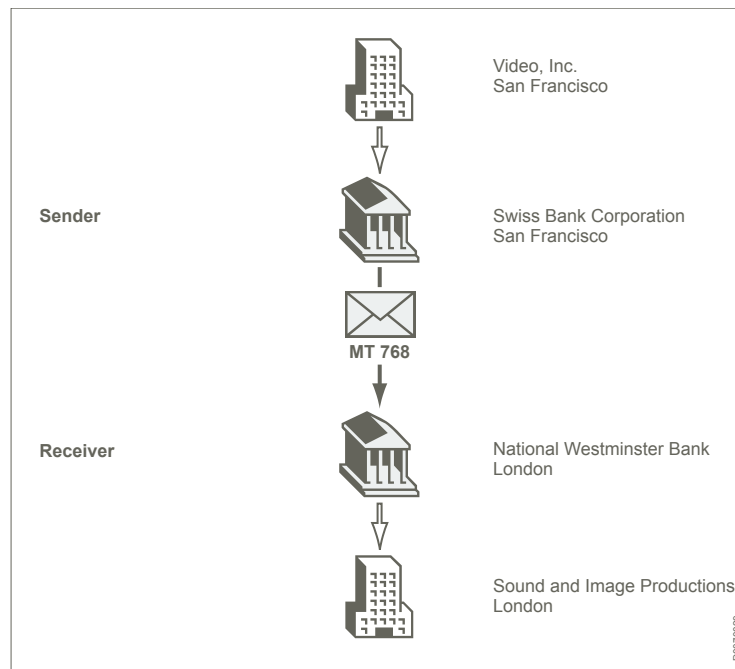 Video, Inc.
San Francisco
Sender
Swiss Bank Corporation
San Francisco
MT 768
Receiver
National Westminster Bank
London
Sound and Image Productions
London